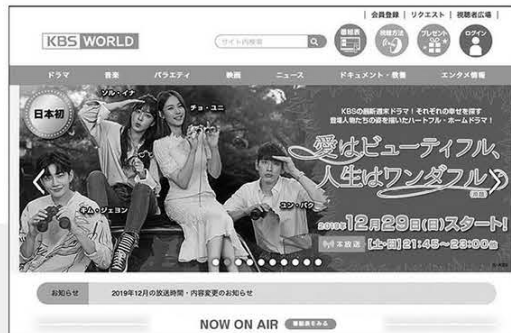 | 会員登録 | リクエスト | 視聴者広場 |
KBS WORLD
サイト内検索
番組表
視聴方法
プレゼント
ログイン
ドラマ 音楽 バラエティ 映画 ニュース ドキュメント・教養 エンタメ情報
日本初
ソル・イナ
チョ・ユニ
キム・ジェヨン
ユン・パク
KBSの最新週末ドラマ！それぞれの幸せを探す
登場人物たちの姿を描いたハートフル・ホームドラマ！
愛はビューティフル、
人生はワンダフル
2019年12月29日(日)スタート!
本放送 [土・日]21:45~23:00
お知らせ 2019年12月の放送時間・内容変更のお知らせ
NOW ON AIR 番組表をみる